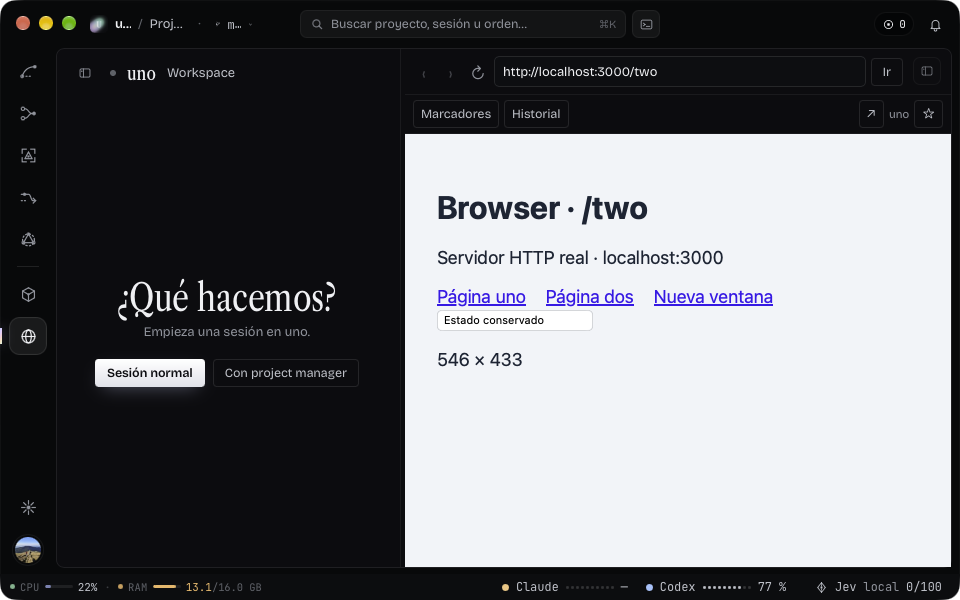 u… / Proj… · m…
Buscar proyecto, sesión u orden… ⌘K
0
uno Workspace
http://localhost:3000/two Ir
Marcadores Historial uno
Browser · /two
Servidor HTTP real · localhost:3000
Página uno Página dos Nueva ventana
Estado conservado
546 × 433
¿Qué hacemos?
Empieza una sesión en uno.
Sesión normal Con project manager
CPU 22% · RAM 13.1/16.0 GB Claude — Codex 77 % Jev local 0/100